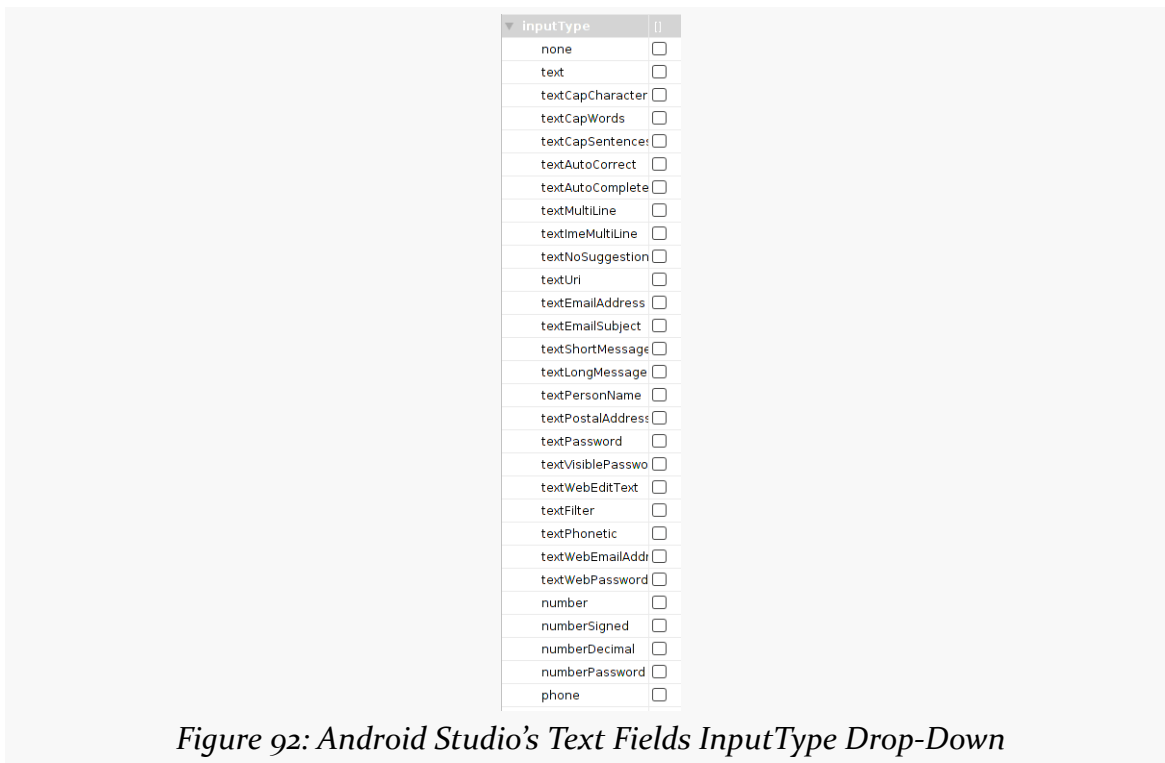 inputType []
none
text
textCapCharacter
textCapWords
textCapSentences
textAutoCorrect
textAutoComplete
textMultiLine
textImeMultiLine
textNoSuggestion
textUri
textEmailAddress
textEmailSubject
textShortMessage
textLongMessage
textPersonName
textPostalAddress
textPassword
textVisiblePasswo
textWebEditText
textFilter
textPhonetic
textWebEmailAddr
textWebPassword
number
numberSigned
numberDecimal
numberPassword
phone
Figure 92: Android Studio’s Text Fields InputType Drop-Down